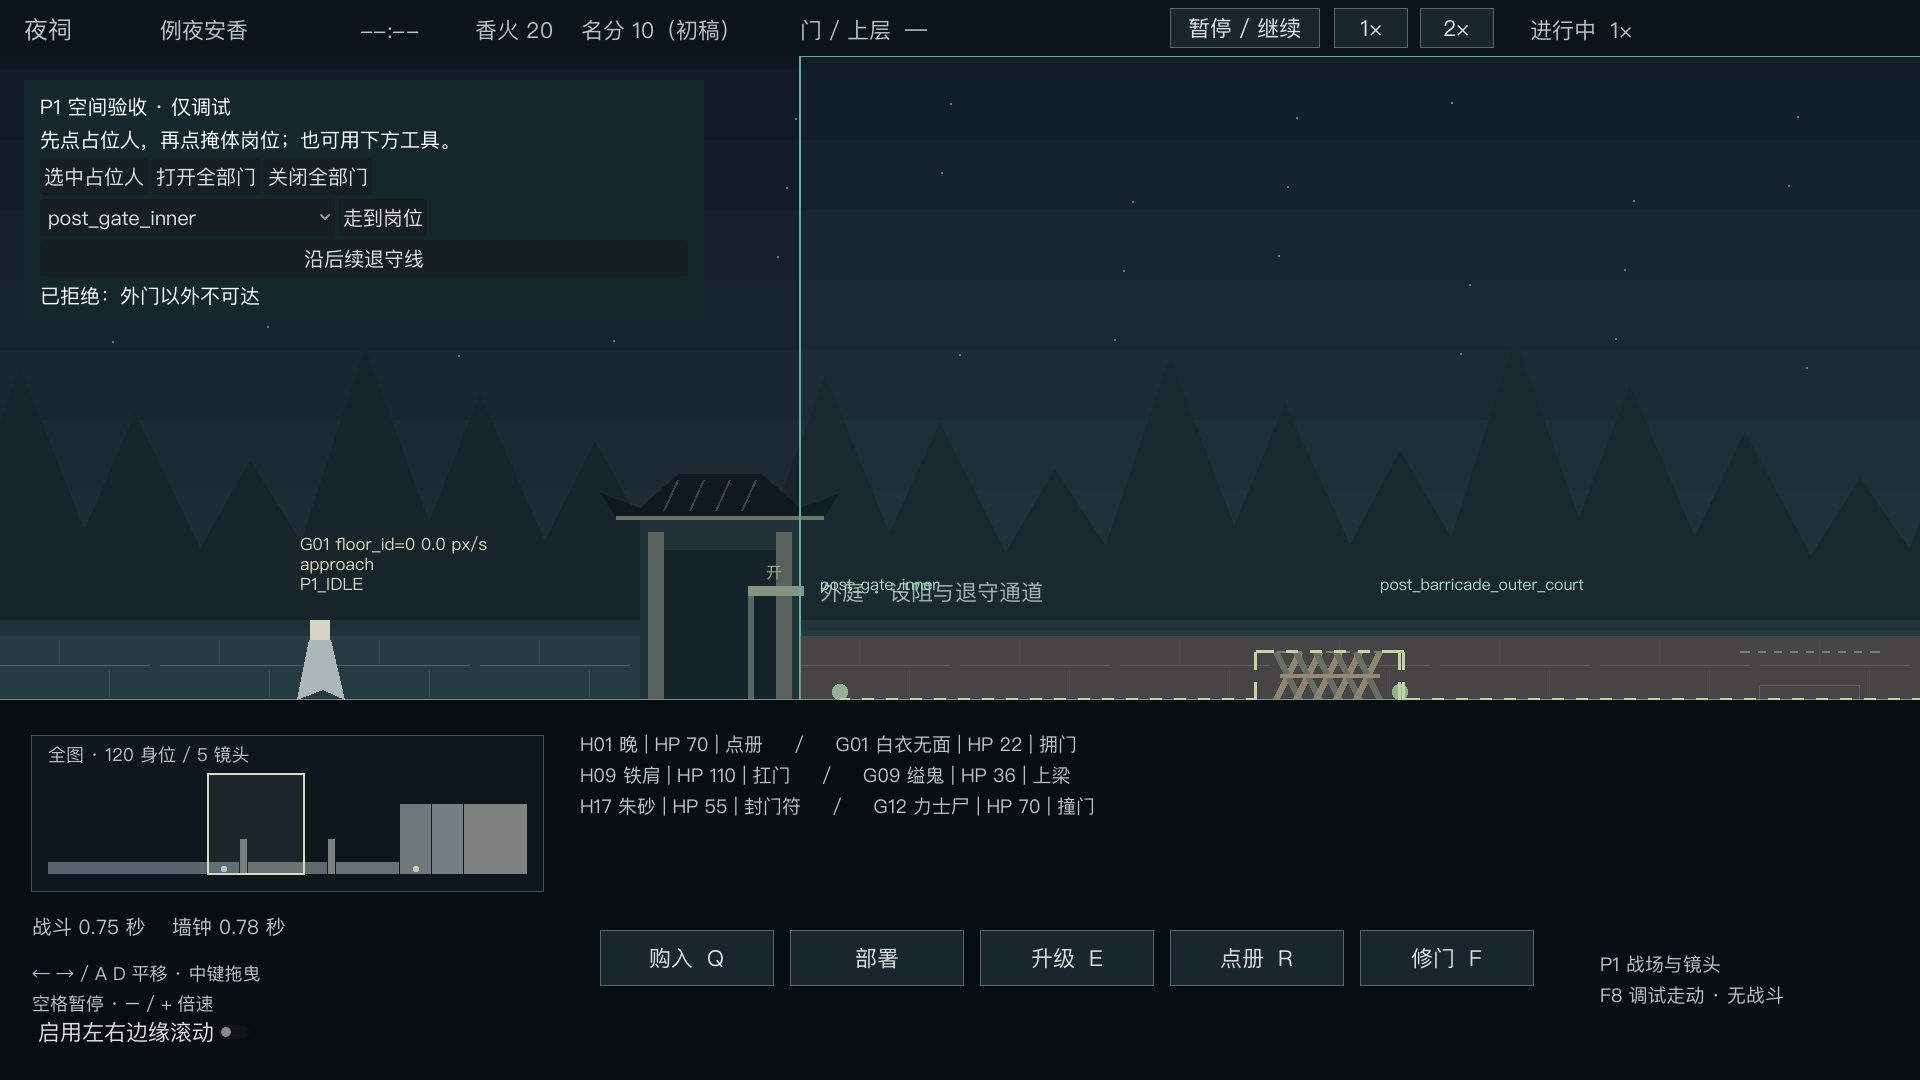 夜祠 例夜安香 --:-- 香火 20 名分 10（初稿） 门 / 上层 — 暂停 / 继续 1× 2× 进行中 1×
P1 空间验收 · 仅调试
先点占位人，再点掩体岗位；也可用下方工具。
选中占位人 打开全部门 关闭全部门
post_gate_inner 走到岗位
沿后续退守线
已拒绝：外门以外不可达
G01 floor_id=0 0.0 px/s
approach
P1_IDLE
开
post_gate_inner
外庭 · 设阻与退守通道
post_barricade_outer_court
全图 · 120 身位 / 5 镜头
H01 晚 | HP 70 | 点册 / G01 白衣无面 | HP 22 | 拥门
H09 铁肩 | HP 110 | 扛门 / G09 缢鬼 | HP 36 | 上梁
H17 朱砂 | HP 55 | 封门符 / G12 力士尸 | HP 70 | 撞门
战斗 0.75 秒 墙钟 0.78 秒
←→ / A D 平移 · 中键拖曳
空格暂停 · － / + 倍速
启用左右边缘滚动
购入 Q 部署 升级 E 点册 R 修门 F
P1 战场与镜头
F8 调试走动 · 无战斗